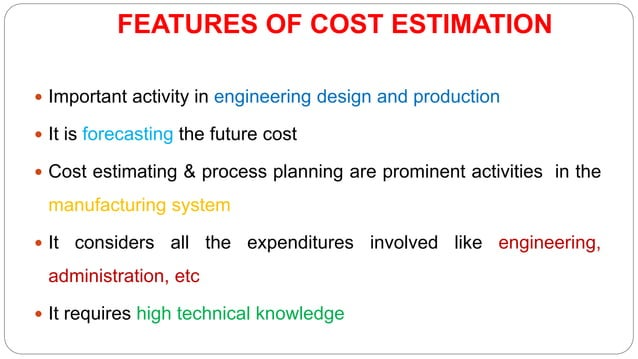 FEATURES OF COST ESTIMATION
• Important activity in engineering design and production
• It is forecasting the future cost
• Cost estimating & process planning are prominent activities in the
manufacturing system
• It considers all the expenditures involved like engineering,
administration, etc
• It requires high technical knowledge